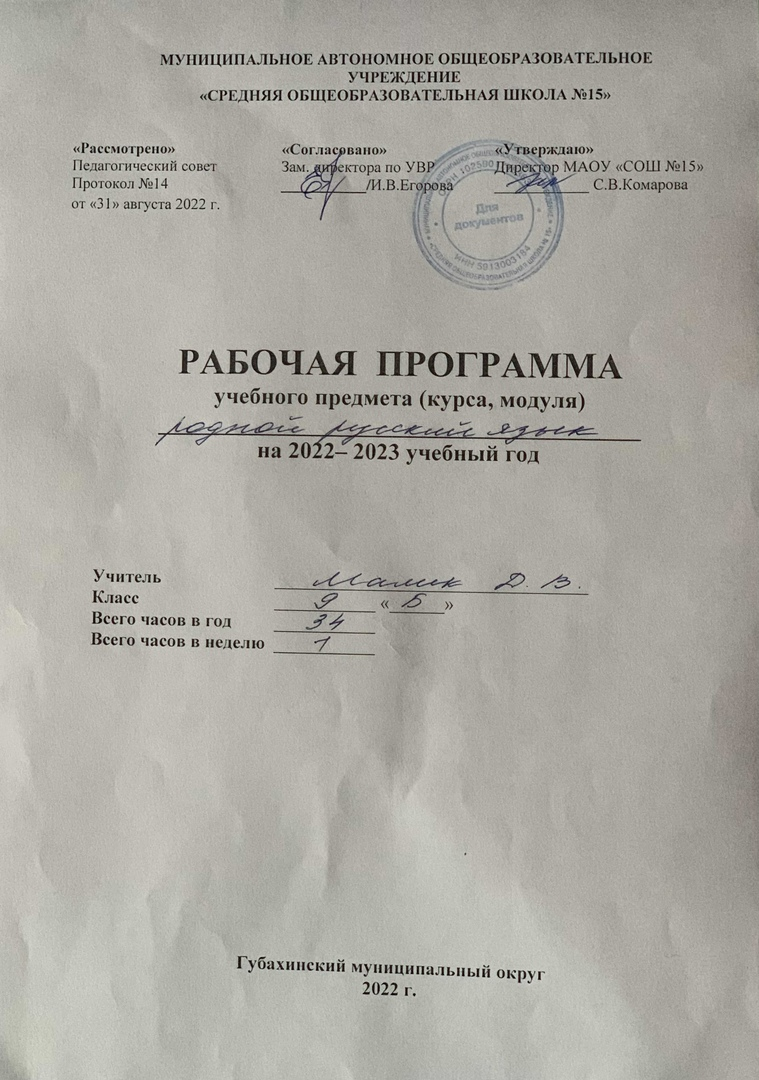 МУНИЦИПАЛЬНОЕ АВТОНОМНОЕ ОБЩЕОБРАЗОВАТЕЛЬНОЕ
УЧРЕЖДЕНИЕ
«СРЕДНЯЯ ОБЩЕОБРАЗОВАТЕЛЬНАЯ ШКОЛА №15»
«Рассмотрено»
Педагогический совет
Протокол №14
от «31» августа 2022 г.
«Согласовано»
Зам. директора по УВР
/И.В.Егорова
«Утверждаю»
Директор МАОУ «СОШ №15»
С.В.Комарова
Для
документов
ИНН 5913003184
РАБОЧАЯ ПРОГРАММА
учебного предмета (курса, модуля)
родной русский язык
на 2022– 2023 учебный год
Учитель Малик Д. В.
Класс 9 « Б »
Всего часов в год 34
Всего часов в неделю 1
Губахинский муниципальный округ
2022 г.